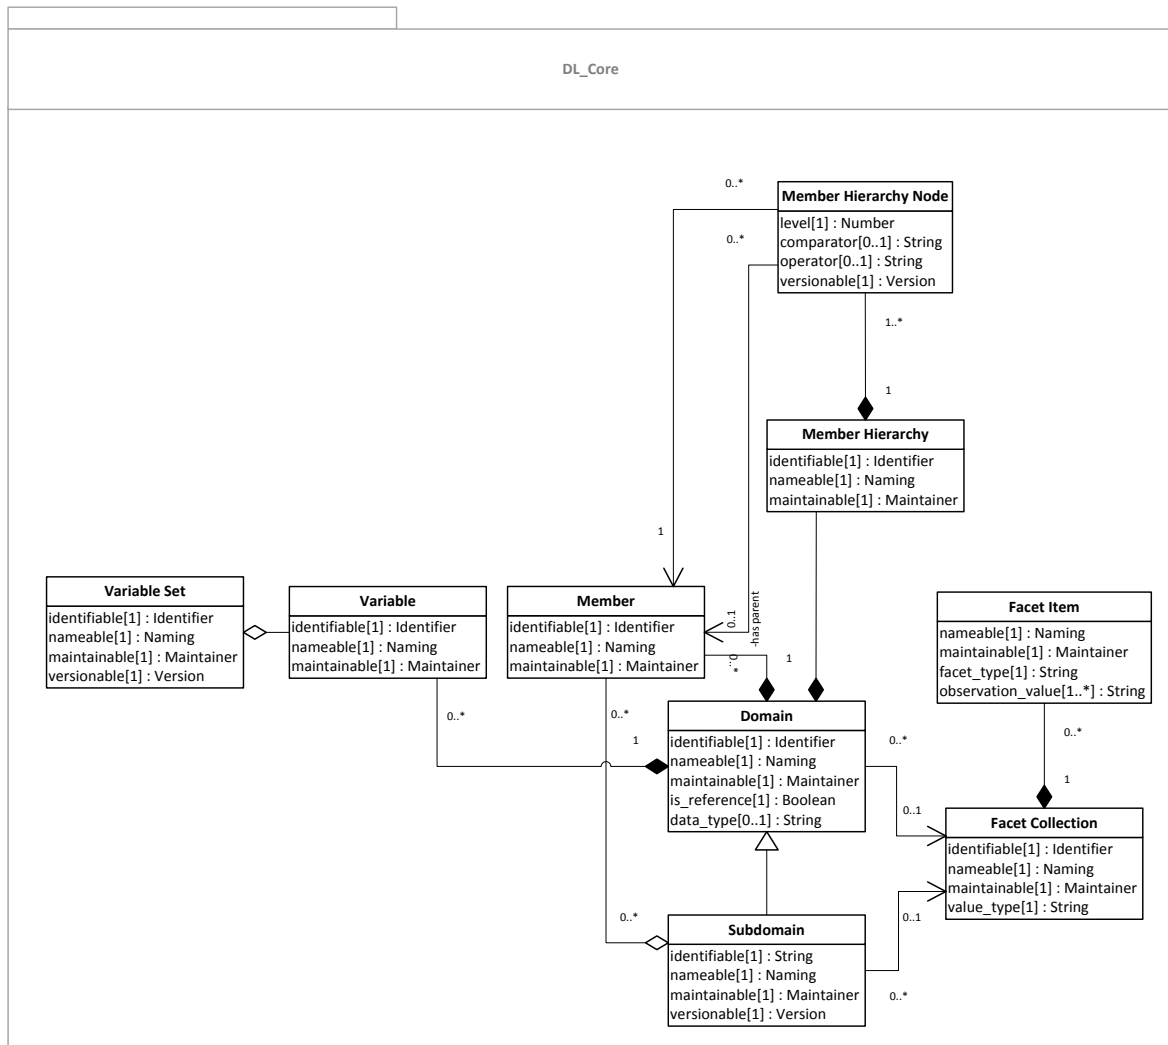 DL_Core
0..*
Member Hierarchy Node
level[1] : Number
comparator[0..1] : String
operator[0..1] : String
versionable[1] : Version
0..*
1..*
1
Member Hierarchy
identifiable[1] : Identifier
nameable[1] : Naming
maintainable[1] : Maintainer
1
Variable Set
identifiable[1] : Identifier
nameable[1] : Naming
maintainable[1] : Maintainer
versionable[1] : Version
Variable
identifiable[1] : Identifier
nameable[1] : Naming
maintainable[1] : Maintainer
Member
identifiable[1] : Identifier
nameable[1] : Naming
maintainable[1] : Maintainer
0..1
-has parent
0..*
1
Facet Item
nameable[1] : Naming
maintainable[1] : Maintainer
facet_type[1] : String
observation_value[1..*] : String
0..*
0..*
1
Domain
identifiable[1] : Identifier
nameable[1] : Naming
maintainable[1] : Maintainer
is_reference[1] : Boolean
data_type[0..1] : String
0..*
0..1
0..*
1
Facet Collection
identifiable[1] : Identifier
nameable[1] : Naming
maintainable[1] : Maintainer
value_type[1] : String
0..*
Subdomain
identifiable[1] : String
nameable[1] : Naming
maintainable[1] : Maintainer
versionable[1] : Version
0..1
0..*